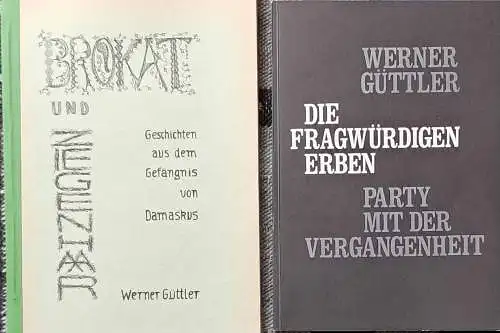 BROKAT
UND
Geschichten
aus dem
Gefängnis
von
Damaskus
Werner Güttler
WERNER
GÜTTLER
DIE
FRAGWÜRDIGEN
ERBEN
PARTY
MIT DER
VERGANGENHEIT